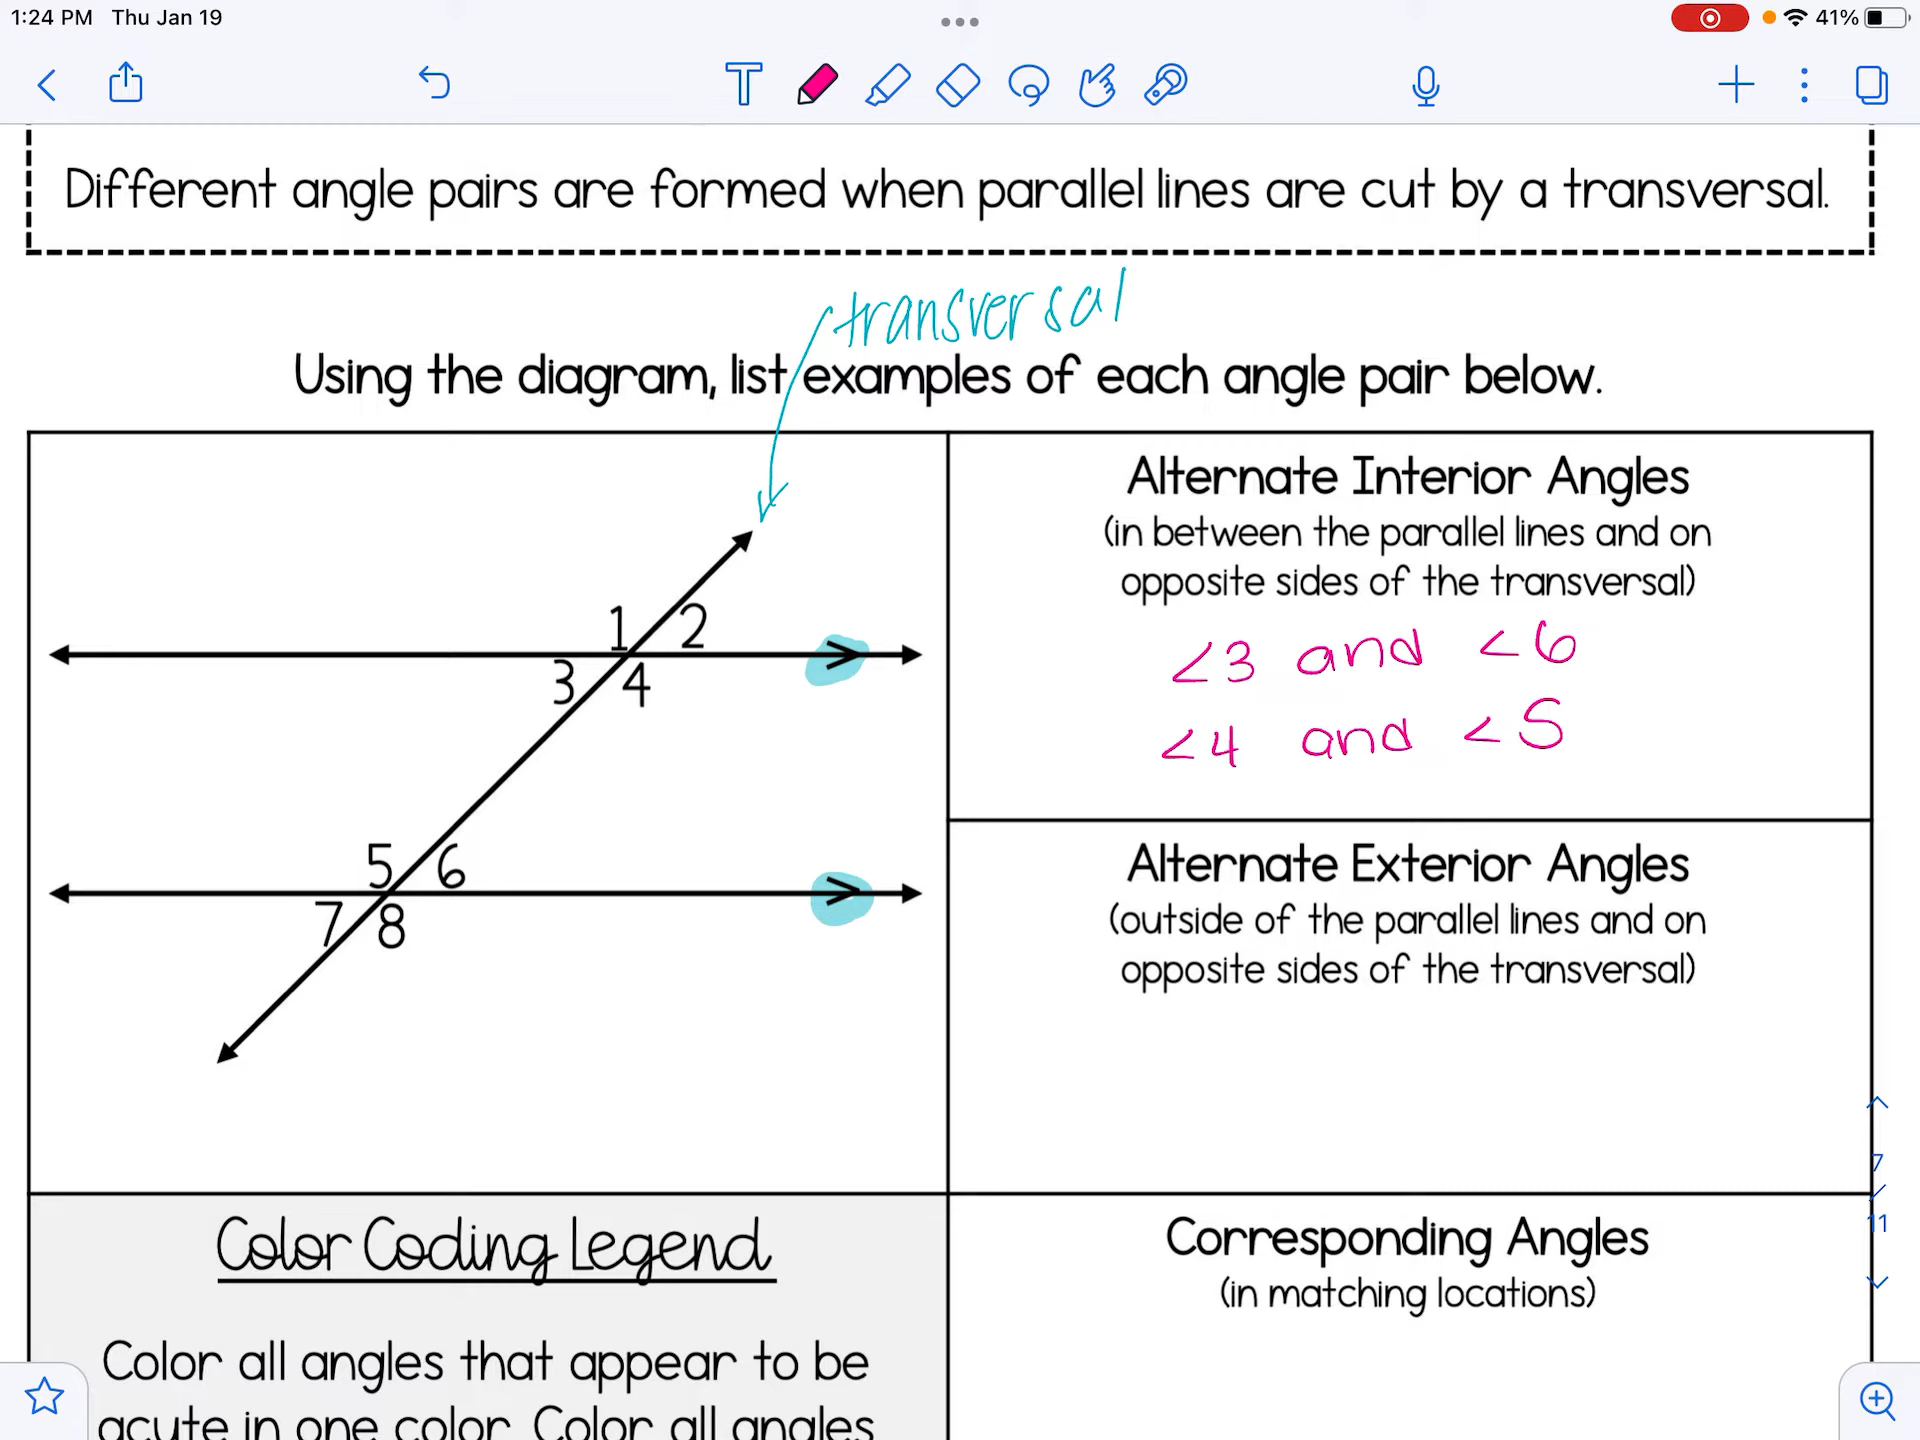 1:24 PM Thu Jan 19
41%
T
Different angle pairs are formed when parallel lines are cut by a transversal.
transversal
Using the diagram, list examples of each angle pair below.
1 2
3 4
5 6
7 8
Alternate Interior Angles
(in between the parallel lines and on
opposite sides of the transversal)
<3 and <6
<4 and <5
Alternate Exterior Angles
(outside of the parallel lines and on
opposite sides of the transversal)
7
/
11
Color Coding Legend
Color all angles that appear to be
acute in one color. Color all angles
Corresponding Angles
(in matching locations)